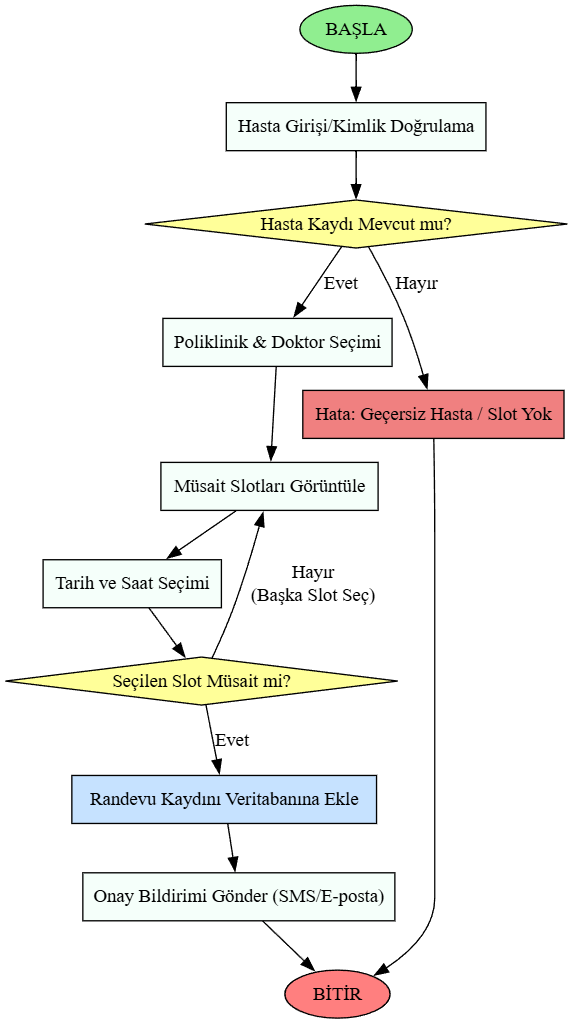 BAŞLA
Hasta Girişi/Kimlik Doğrulama
Hasta Kaydı Mevcut mu?
Evet
Hayır
Poliklinik & Doktor Seçimi
Hata: Geçersiz Hasta / Slot Yok
Müsait Slotları Görüntüle
Tarih ve Saat Seçimi
Hayır
(Başka Slot Seç)
Seçilen Slot Müsait mi?
Evet
Randevu Kaydını Veritabanına Ekle
Onay Bildirimi Gönder (SMS/E-posta)
BİTİR